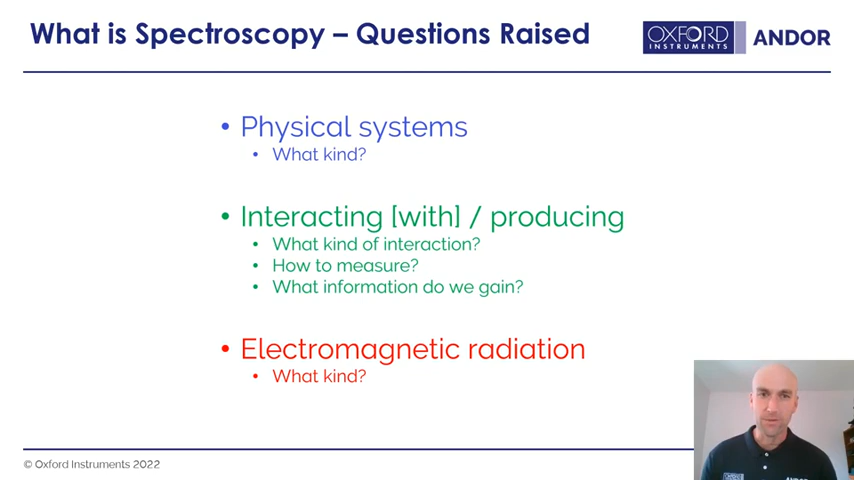 What is Spectroscopy – Questions Raised
OXFORD
INSTRUMENTS
ANDOR
• Physical systems
• What kind?
• Interacting [with] / producing
• What kind of interaction?
• How to measure?
• What information do we gain?
• Electromagnetic radiation
• What kind?
© Oxford Instruments 2022
ANDOR